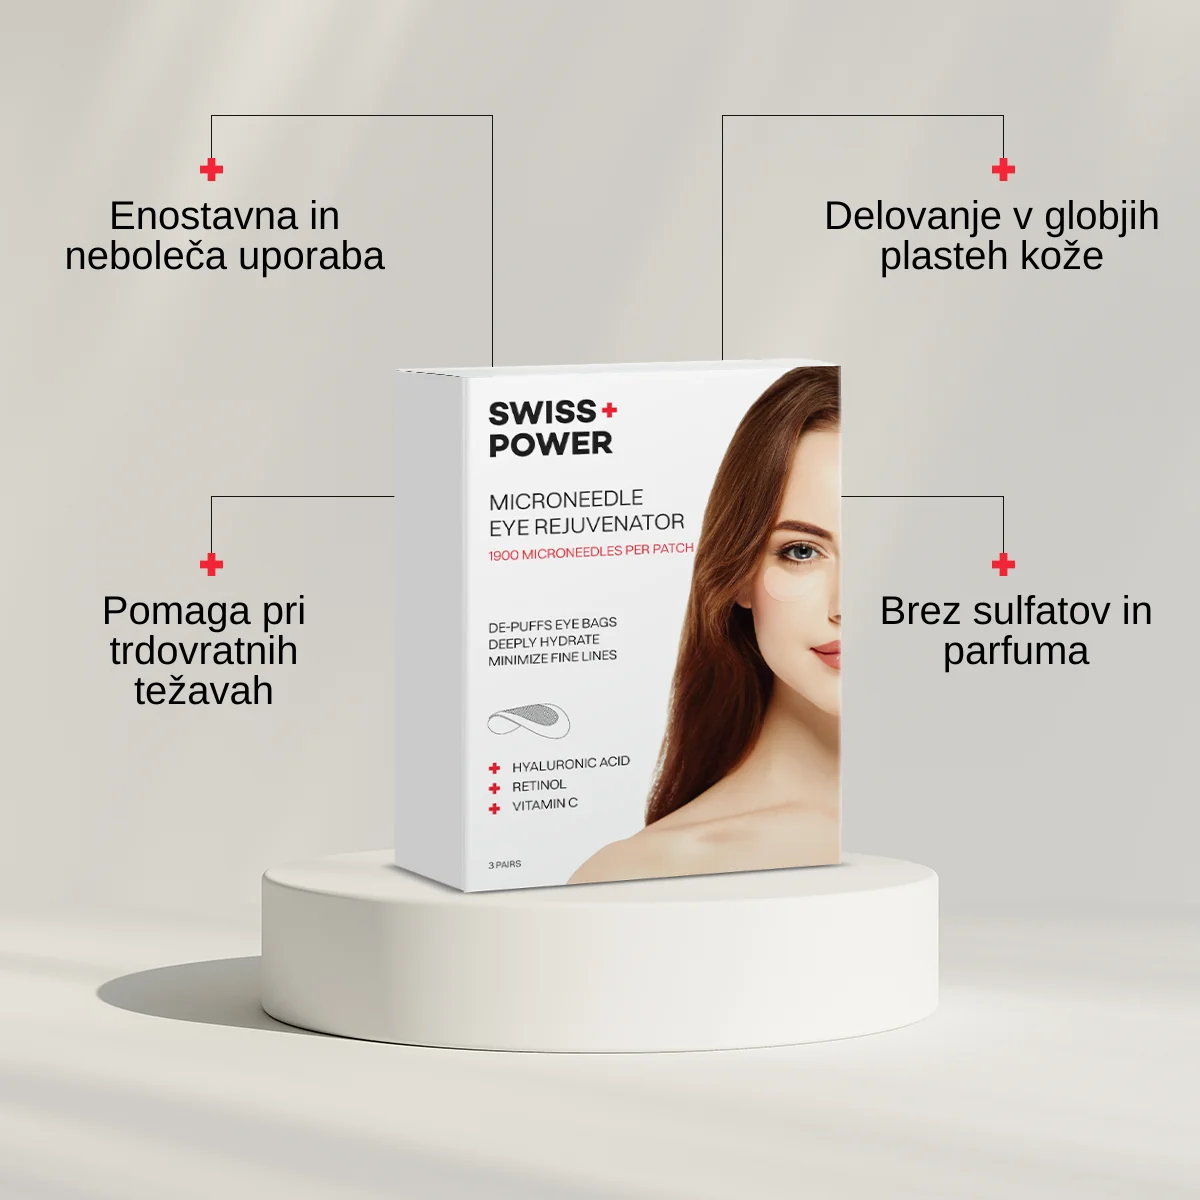 Enostavna in
neboleča uporaba
Delovanje v globjih
plasteh kože
SWISS
POWER
MICRONEEDLE
EYE REJUVENATOR
1900 MICRONEEDLES PER PATCH
DE-PUFFS EYE BAGS
DEEPLY HYDRATE
MINIMIZE FINE LINES
HYALURONIC ACID
RETINOL
VITAMIN C
3 PAIRS
Pomaga pri
trdovratnih
težavah
Brez sulfatov in
parfuma